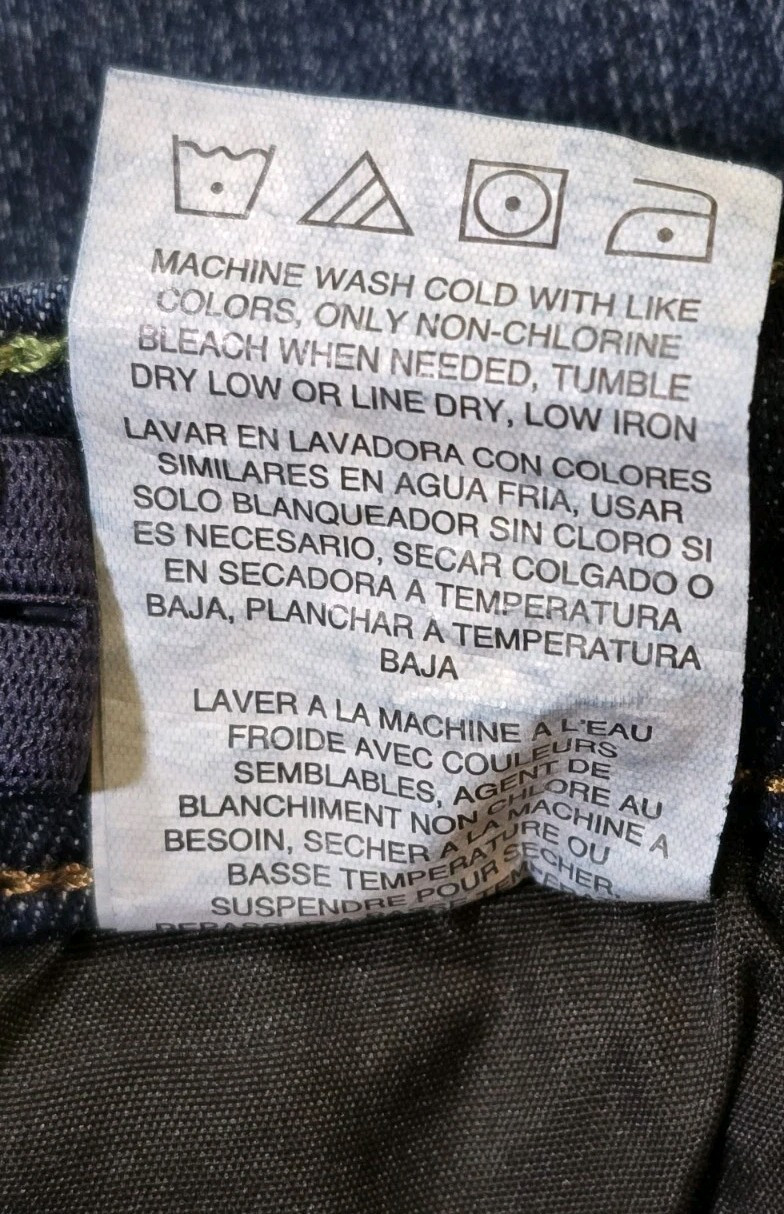 MACHINE WASH COLD WITH LIKE
COLORS, ONLY NON-CHLORINE
BLEACH WHEN NEEDED, TUMBLE
DRY LOW OR LINE DRY, LOW IRON
LAVAR EN LAVADORA CON COLORES
SIMILARES EN AGUA FRIA, USAR
SOLO BLANQUEADOR SIN CLORO SI
ES NECESARIO, SECAR COLGADO O
EN SECADORA A TEMPERATURA
BAJA, PLANCHAR A TEMPERATURA
BAJA
LAVER A LA MACHINE A L'EAU
FROIDE AVEC COULEURS
SEMBLABLES, AGENT DE
BLANCHIMENT NON CHLORE AU
BESOIN, SECHER A LA MACHINE A
BASSE TEMPERATURE OU
SUSPENDRE POUR SECHER,